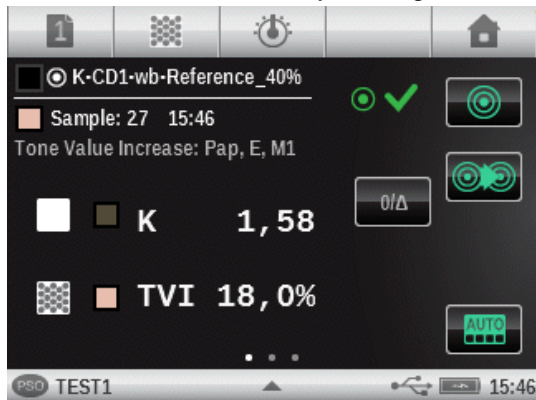 1
K-CD1-wb-Reference_40%
Sample: 27 15:46
Tone Value Increase: Pap, E, M1
0/Δ
K 1,58
TVI 18,0%
AUTO
PSO TEST1 15:46